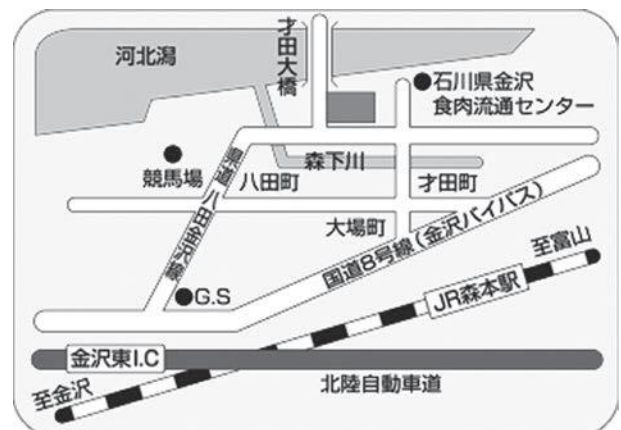 河北潟
才田大橋
石川県金沢
食肉流通センター
競馬場
県道 八田金沢線
八田町
森下川
才田町
大場町
国道8号線(金沢バイパス)
至富山
G.S
JR森本駅
金沢東I.C
至金沢
北陸自動車道